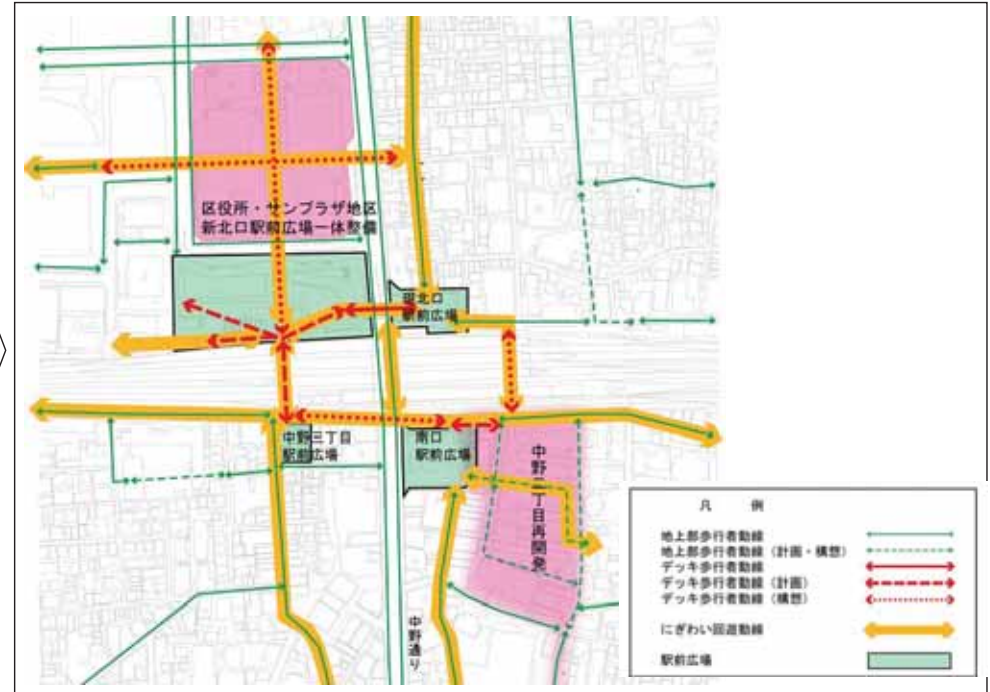 区役所・サンプラザ地区
新北口駅前広場一体整備
現北口
駅前広場
中野三丁目
駅前広場
南口
駅前広場
中野二丁目再開発
中野通り
凡 例
地上部歩行者動線
地上部歩行者動線（計画・構想）
デッキ歩行者動線
デッキ歩行者動線（計画）
デッキ歩行者動線（構想）
にぎわい回遊動線
駅前広場